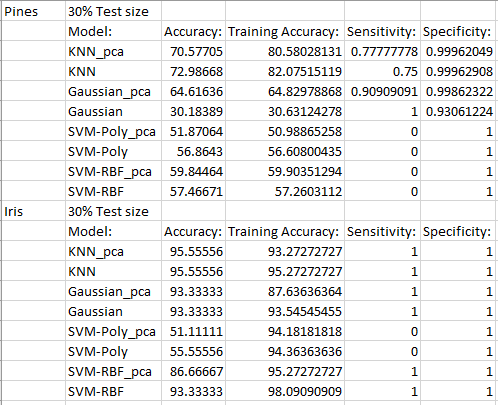 Pines 30% Test size
Model: Accuracy: Training Accuracy: Sensitivity: Specificity:
KNN_pca 70.57705 80.58028131 0.77777778 0.99962049
KNN 72.98668 82.07515119 0.75 0.99962908
Gaussian_pca 64.61636 64.82978868 0.90909091 0.99862322
Gaussian 30.18389 30.63124278 1 0.93061224
SVM-Poly_pca 51.87064 50.98865258 0 1
SVM-Poly 56.8643 56.60800435 0 1
SVM-RBF_pca 59.84464 59.90351294 0 1
SVM-RBF 57.46671 57.2603112 0 1
Iris 30% Test size
Model: Accuracy: Training Accuracy: Sensitivity: Specificity:
KNN_pca 95.55556 93.27272727 1 1
KNN 95.55556 95.27272727 1 1
Gaussian_pca 93.33333 87.63636364 1 1
Gaussian 93.33333 93.54545455 1 1
SVM-Poly_pca 51.11111 94.18181818 0 1
SVM-Poly 55.55556 94.36363636 0 1
SVM-RBF_pca 86.66667 95.27272727 1 1
SVM-RBF 93.33333 98.09090909 1 1